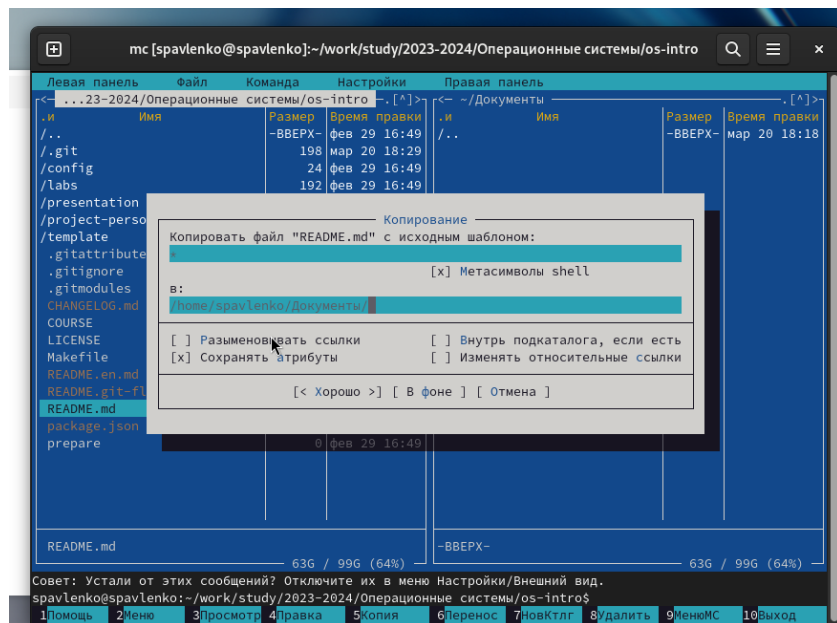 mc [spavlenko@spavlenko]:~/work/study/2023-2024/Операционные системы/os-intro
Левая панель Файл Команда Настройки Правая панель
<— ...23-2024/Операционные системы/os-intro —.[^]> <— ~/Документы —.[^]>
.и Имя Размер Время правки .и Имя Размер Время правки
/.. -ВВЕРХ- фев 29 16:49 /.. -ВВЕРХ- мар 20 18:18
/.git 198 мар 20 18:29
/config 24 фев 29 16:49
/labs 192 фев 29 16:49
/presentation
/project-perso
/template
.gitattribute
.gitignore
.gitmodules
CHANGELOG.md
COURSE
LICENSE
Makefile
README.en.md
README.git-fl
README.md
package.json
prepare 0 фев 29 16:49
Копирование
Копировать файл "README.md" с исходным шаблоном:
*
[x] Метасимволы shell
в:
/home/spavlenko/Документы/
[ ] Разыменовывать ссылки [ ] Внутрь подкаталога, если есть
[x] Сохранять атрибуты [ ] Изменять относительные ссылки
[< Хорошо >] [ В фоне ] [ Отмена ]
README.md -ВВЕРХ-
63G / 99G (64%) 63G / 99G (64%)
Совет: Устали от этих сообщений? Отключите их в меню Настройки/Внешний вид.
spavlenko@spavlenko:~/work/study/2023-2024/Операционные системы/os-intro$
1Помощь 2Меню 3Просмотр 4Правка 5Копия 6Перенос 7НовКтлг 8Удалить 9МенюМС 10Выход